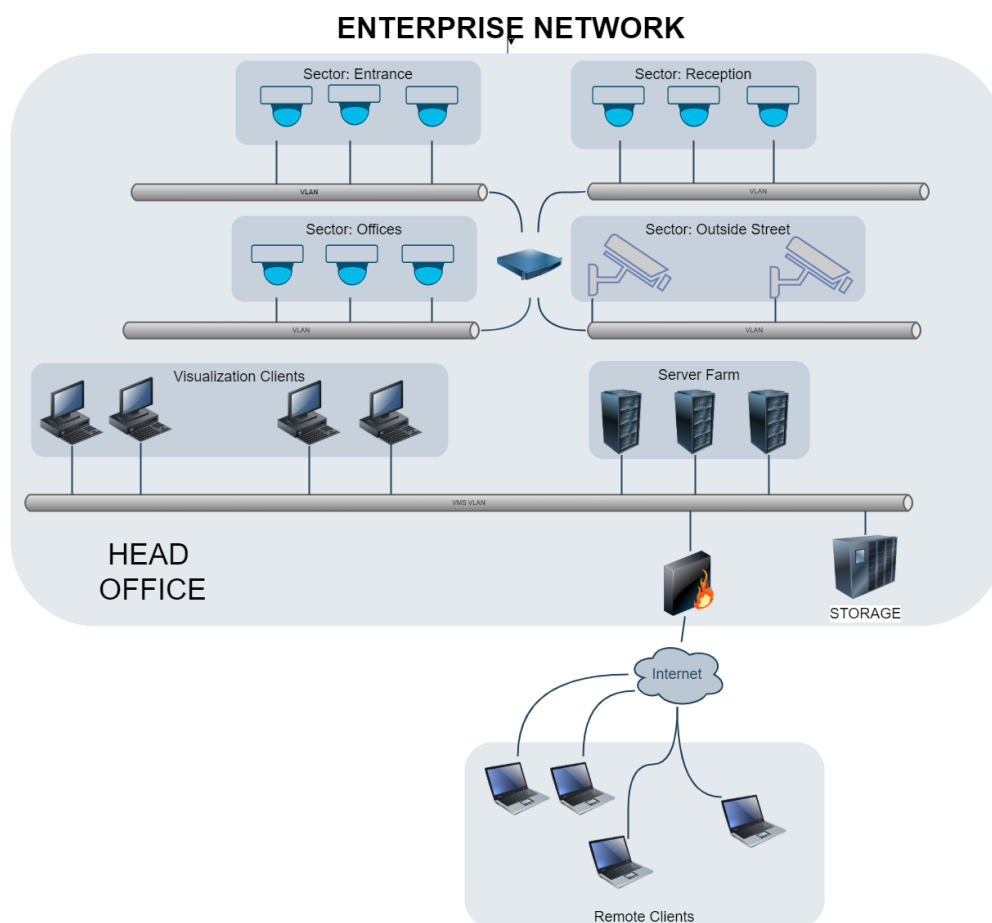 ENTERPRISE NETWORK
Sector: Entrance
Sector: Reception
VLAN
VLAN
Sector: Offices
Sector: Outside Street
VLAN
VLAN
Visualization Clients
Server Farm
VMS VLAN
HEAD
OFFICE
STORAGE
Internet
Remote Clients